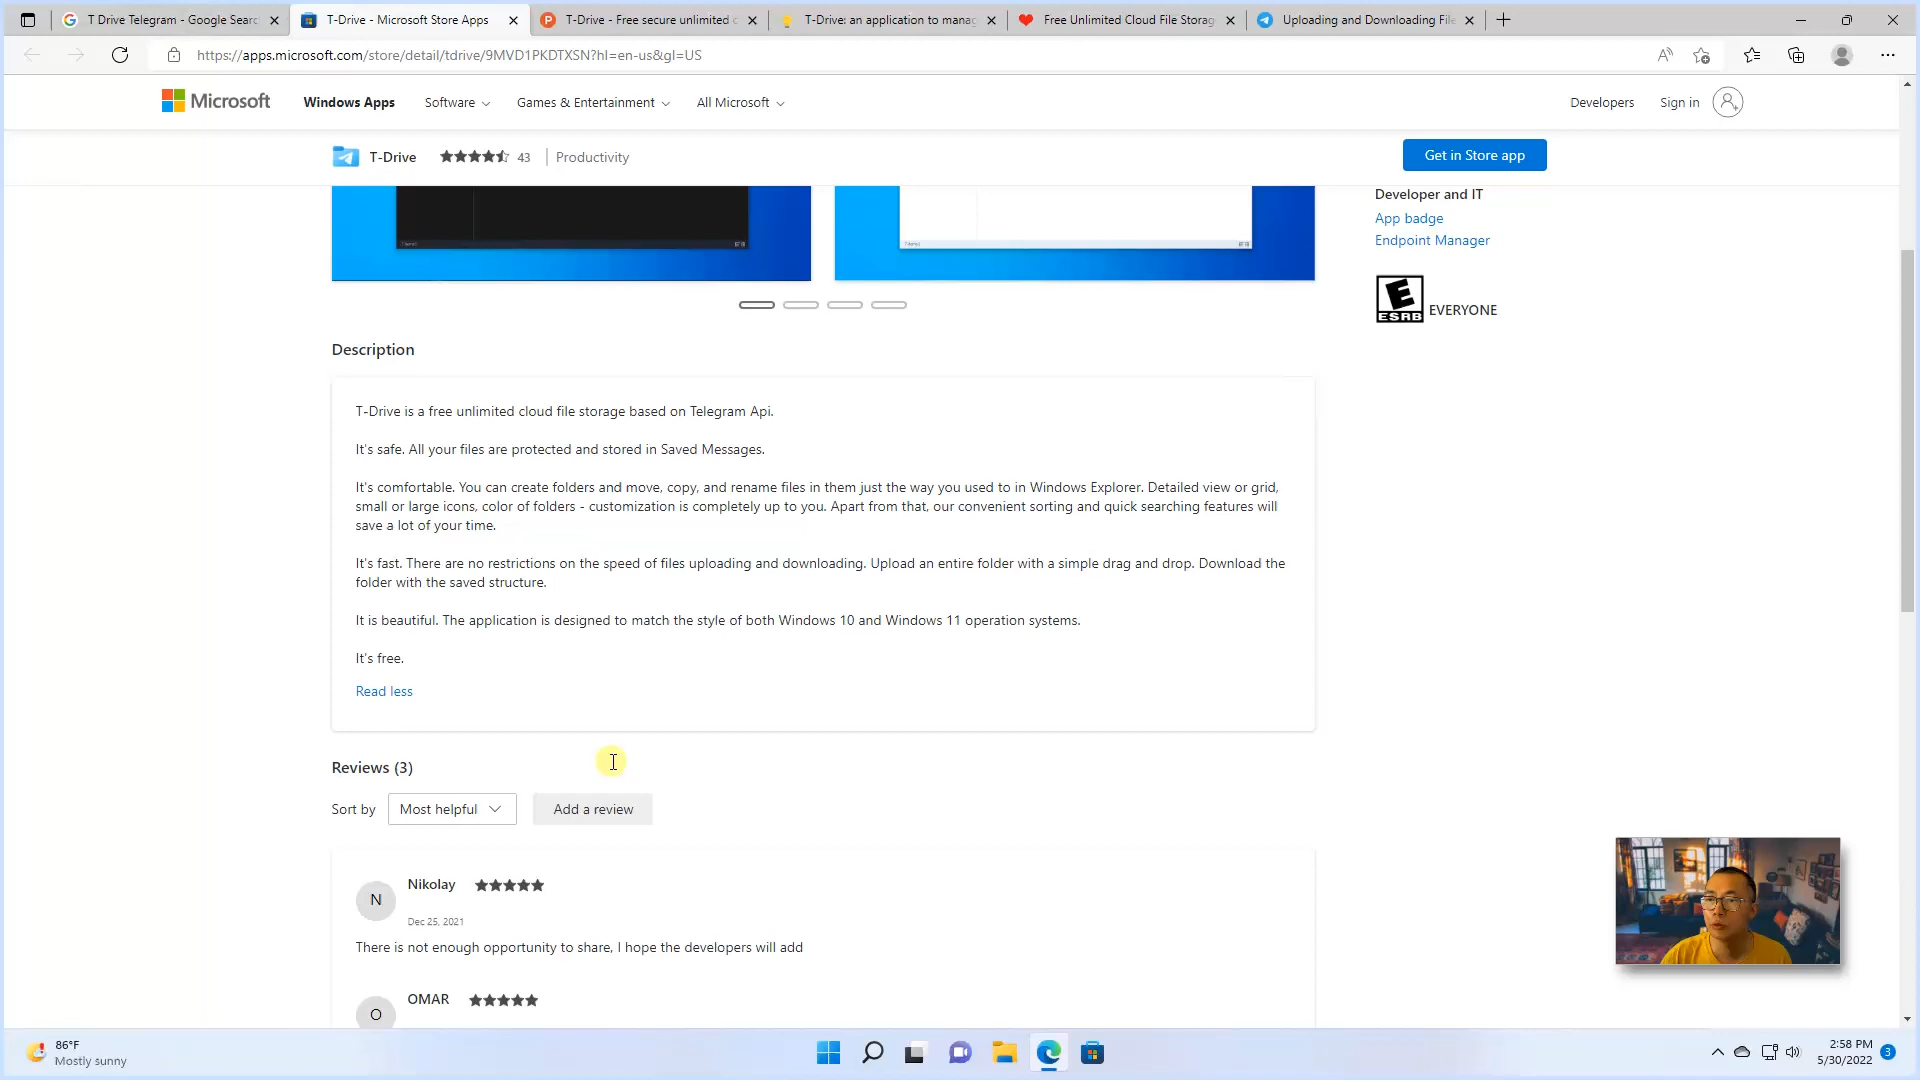 T Drive Telegram - Google Searc
T-Drive - Microsoft Store Apps
T-Drive - Free secure unlimited c
T-Drive: an application to manag
Free Unlimited Cloud File Storag
Uploading and Downloading File
https://apps.microsoft.com/store/detail/tdrive/9MVD1PKDTXSN?hl=en-us&gl=US
Microsoft
Windows Apps
Software
Games & Entertainment
All Microsoft
Developers
Sign in
T-Drive
43
Productivity
Get in Store app
Developer and IT
App badge
Endpoint Manager
E
ESRB
EVERYONE
Description
T-Drive is a free unlimited cloud file storage based on Telegram Api.
It's safe. All your files are protected and stored in Saved Messages.
It's comfortable. You can create folders and move, copy, and rename files in them just the way you used to in Windows Explorer. Detailed view or grid,
small or large icons, color of folders - customization is completely up to you. Apart from that, our convenient sorting and quick searching features will
save a lot of your time.
It's fast. There are no restrictions on the speed of files uploading and downloading. Upload an entire folder with a simple drag and drop. Download the
folder with the saved structure.
It is beautiful. The application is designed to match the style of both Windows 10 and Windows 11 operation systems.
It's free.
Read less
Reviews (3)
Sort by
Most helpful
Add a review
N
Nikolay
Dec 25, 2021
There is not enough opportunity to share, I hope the developers will add
O
OMAR
86°F
Mostly sunny
2:58 PM
5/30/2022
3